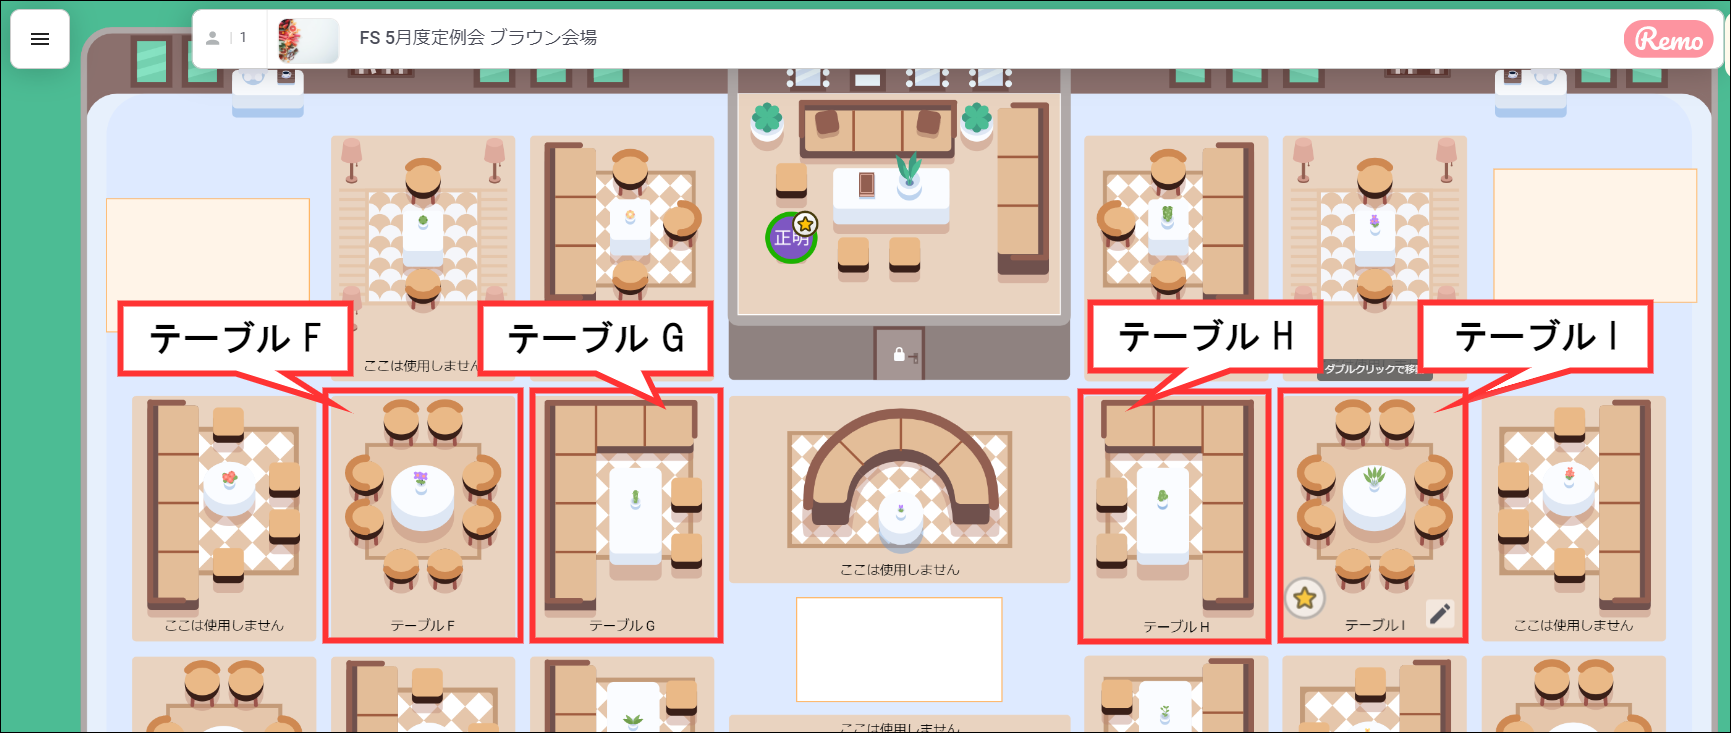 1
FS 5月度定例会 ブラウン会場
Remo
正明
テーブル F
テーブル G
テーブル H
テーブル I
ここは使用しません
ダブルクリックで移
ここは使用しません
テーブル F
テーブル G
ここは使用しません
テーブル H
テーブル I
ここは使用しません
ここは使用しません